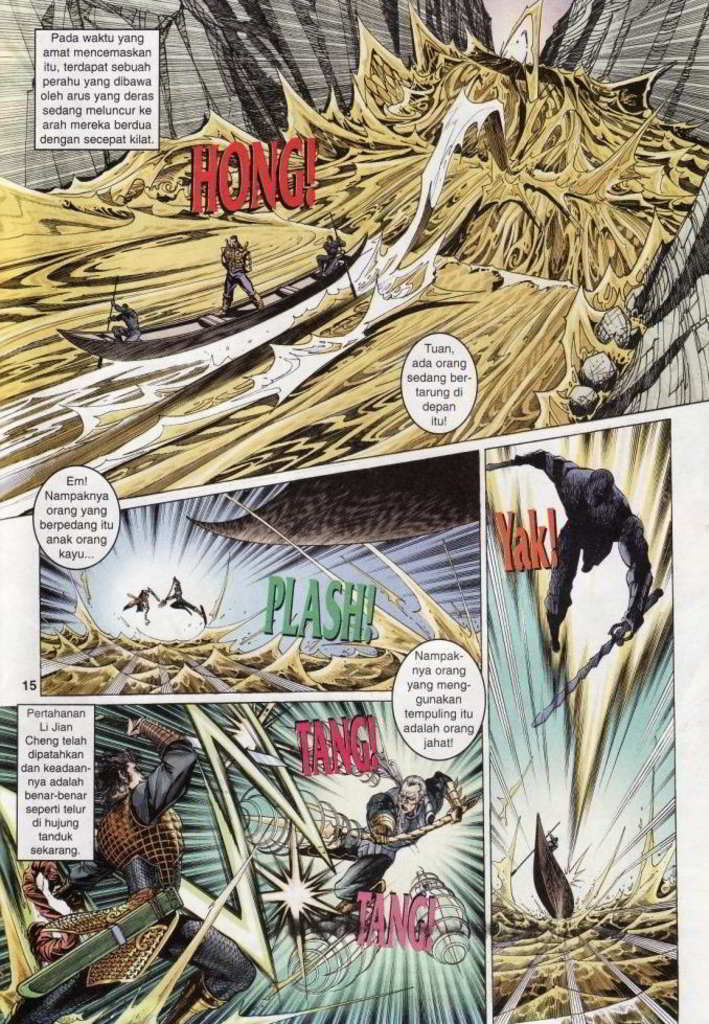 Pada waktu yang
amat mencemaskan
itu, terdapat sebuah
perahu yang dibawa
oleh arus yang deras
sedang meluncur ke
arah mereka berdua
dengan secepat kilat.
HONG!
Tuan,
ada orang
sedang ber-
tarung di
depan
itu!
Em!
Nampaknya
orang yang
berpedang itu
anak orang
kayu...
PLASH!
Yak!
15
Nampak-
nya orang
yang meng-
gunakan
tempuling itu
adalah orang
jahat!
Pertahanan
Li Jian
Cheng telah
dipatahkan
dan keadaan-
nya adalah
benar-benar
seperti telur
di hujung
tanduk
sekarang.
TANG!
TANG!